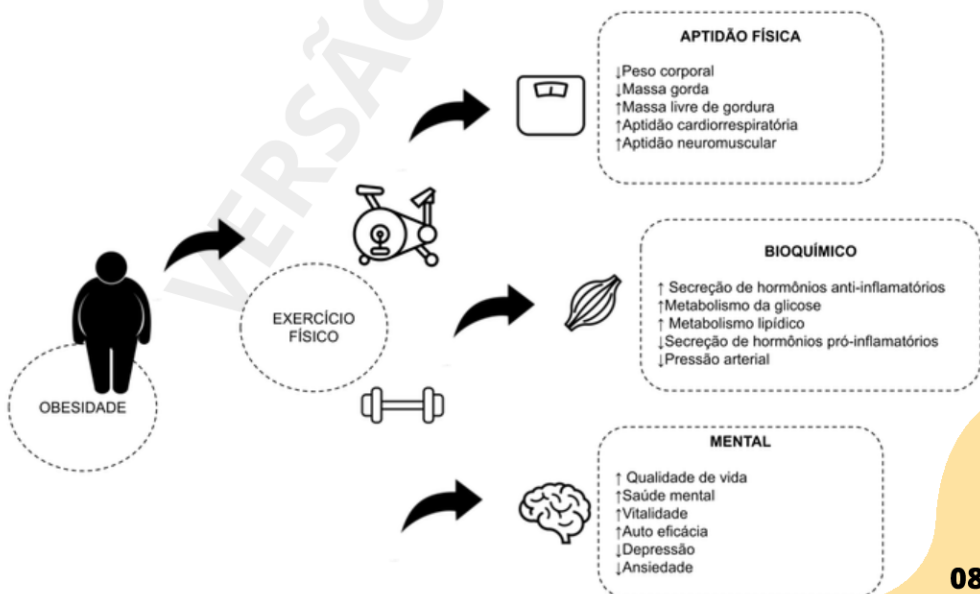 VERSÃO
APTIDÃO FÍSICA
↓Peso corporal
↓Massa gorda
↑Massa livre de gordura
↑Aptidão cardiorrespiratória
↑Aptidão neuromuscular
BIOQUÍMICO
↑ Secreção de hormônios anti-inflamatórios
↑Metabolismo da glicose
↑ Metabolismo lipídico
↓Secreção de hormônios pró-inflamatórios
↓Pressão arterial
EXERCÍCIO
FÍSICO
OBESIDADE
MENTAL
↑ Qualidade de vida
↑Saúde mental
↑Vitalidade
↑Auto eficácia
↓Depressão
↓Ansiedade
08